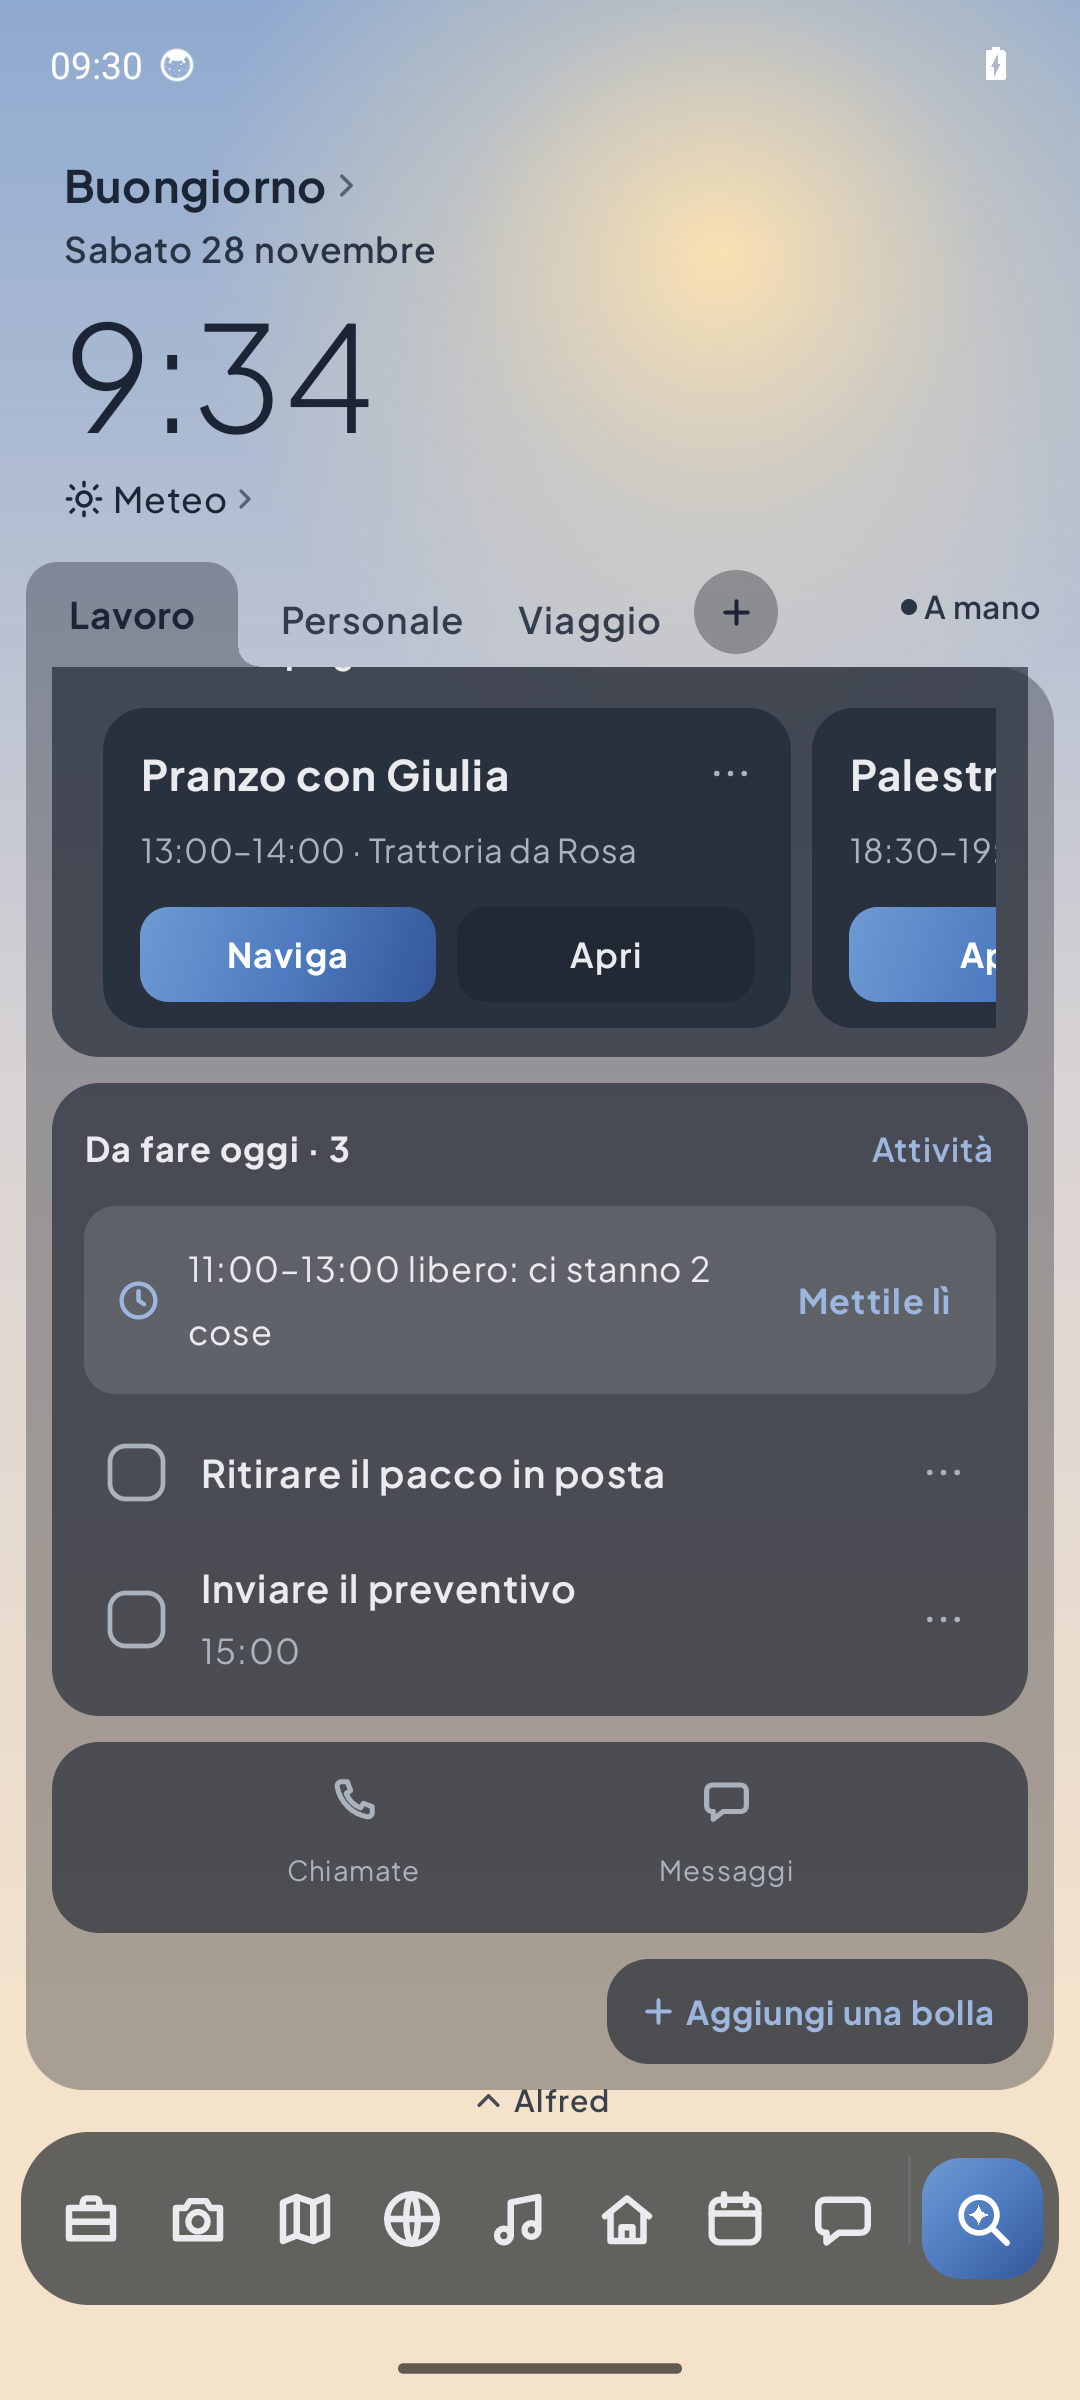 09:30
Buongiorno
Sabato 28 novembre
9:34
Meteo
Lavoro
Personale
Viaggio
A mano
Pranzo con Giulia
13:00–14:00 · Trattoria da Rosa
Naviga
Apri
Da fare oggi · 3
Attività
11:00–13:00 libero: ci stanno 2
cose
Mettile lì
Ritirare il pacco in posta
Inviare il preventivo
15:00
Chiamate
Messaggi
+ Aggiungi una bolla
Alfred